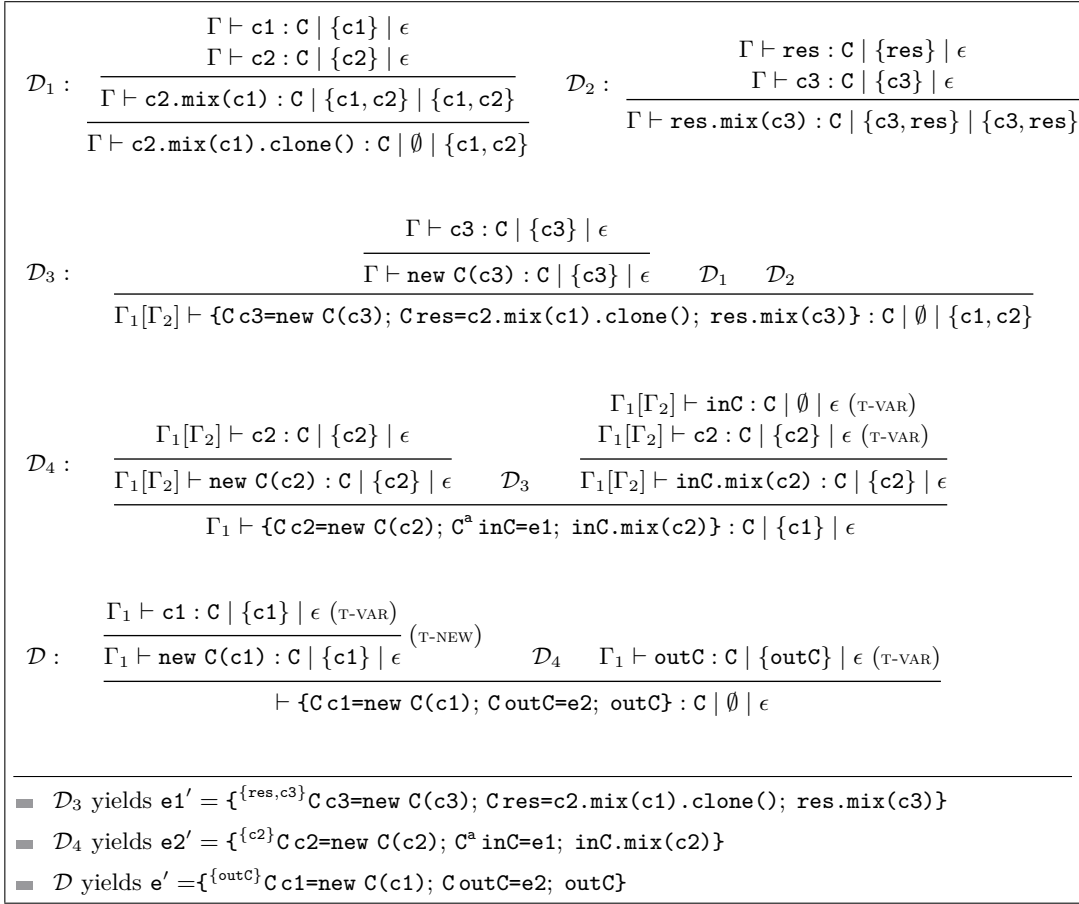 Γ ⊢ c1 : C | {c1} | ϵ
Γ ⊢ c2 : C | {c2} | ϵ
𝒟₁ : Γ ⊢ c2.mix(c1) : C | {c1, c2} | {c1, c2}
Γ ⊢ c2.mix(c1).clone() : C | ∅ | {c1, c2}
Γ ⊢ res : C | {res} | ϵ
𝒟₂ : Γ ⊢ c3 : C | {c3} | ϵ
Γ ⊢ res.mix(c3) : C | {c3, res} | {c3, res}
Γ ⊢ c3 : C | {c3} | ϵ
𝒟₃ : Γ ⊢ new C(c3) : C | {c3} | ϵ 𝒟₁ 𝒟₂
Γ₁[Γ₂] ⊢ {C c3=new C(c3); C res=c2.mix(c1).clone(); res.mix(c3)} : C | ∅ | {c1, c2}
Γ₁[Γ₂] ⊢ inC : C | ∅ | ϵ (T-VAR)
Γ₁[Γ₂] ⊢ c2 : C | {c2} | ϵ Γ₁[Γ₂] ⊢ c2 : C | {c2} | ϵ (T-VAR)
𝒟₄ : Γ₁[Γ₂] ⊢ new C(c2) : C | {c2} | ϵ 𝒟₃ Γ₁[Γ₂] ⊢ inC.mix(c2) : C | {c2} | ϵ
Γ₁ ⊢ {C c2=new C(c2); Cᵃ inC=e1; inC.mix(c2)} : C | {c1} | ϵ
Γ₁ ⊢ c1 : C | {c1} | ϵ (T-VAR)
𝒟 : Γ₁ ⊢ new C(c1) : C | {c1} | ϵ (T-NEW) 𝒟₄ Γ₁ ⊢ outC : C | {outC} | ϵ (T-VAR)
⊢ {C c1=new C(c1); C outC=e2; outC} : C | ∅ | ϵ
𝒟₃ yields e1′ = {^{res,c3} C c3=new C(c3); C res=c2.mix(c1).clone(); res.mix(c3)}
𝒟₄ yields e2′ = {^{c2} C c2=new C(c2); Cᵃ inC=e1; inC.mix(c2)}
𝒟 yields e′ ={^{outC} C c1=new C(c1); C outC=e2; outC}